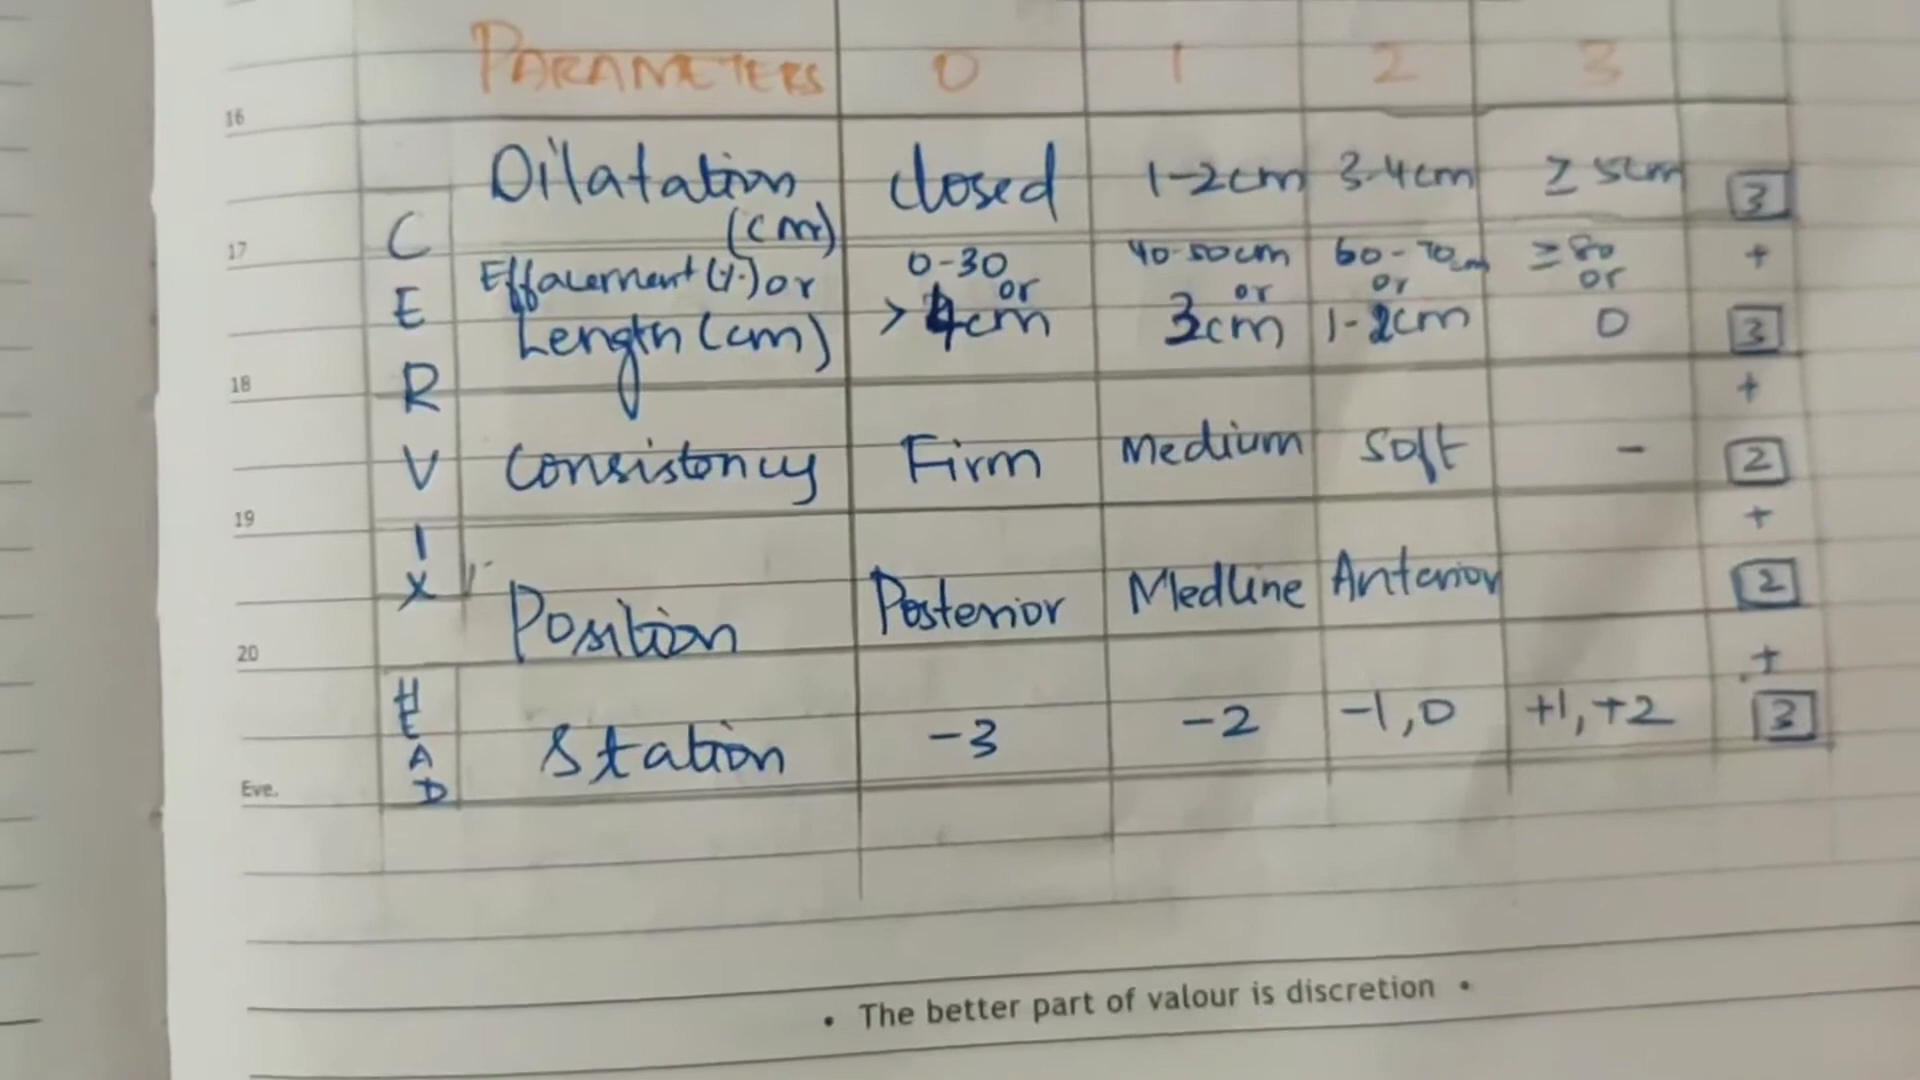 PARAMETERS 0 1 2 3
16
Dilatation (cm) closed 1-2cm 3-4cm ≥ 5cm 3
17
+
Effacement (%) or Length (cm) 0-30 or > 4cm 40-50cm or 3cm 60-70cm or 1-2cm ≥80 or 0 3
18
+
Consistency Firm Medium Soft - 2
19
+
Position Posterior Medline Anterior 2
20
+
Station -3 -2 -1,0 +1,+2 3
Eve.
CERVIX
HEAD
• The better part of valour is discretion •